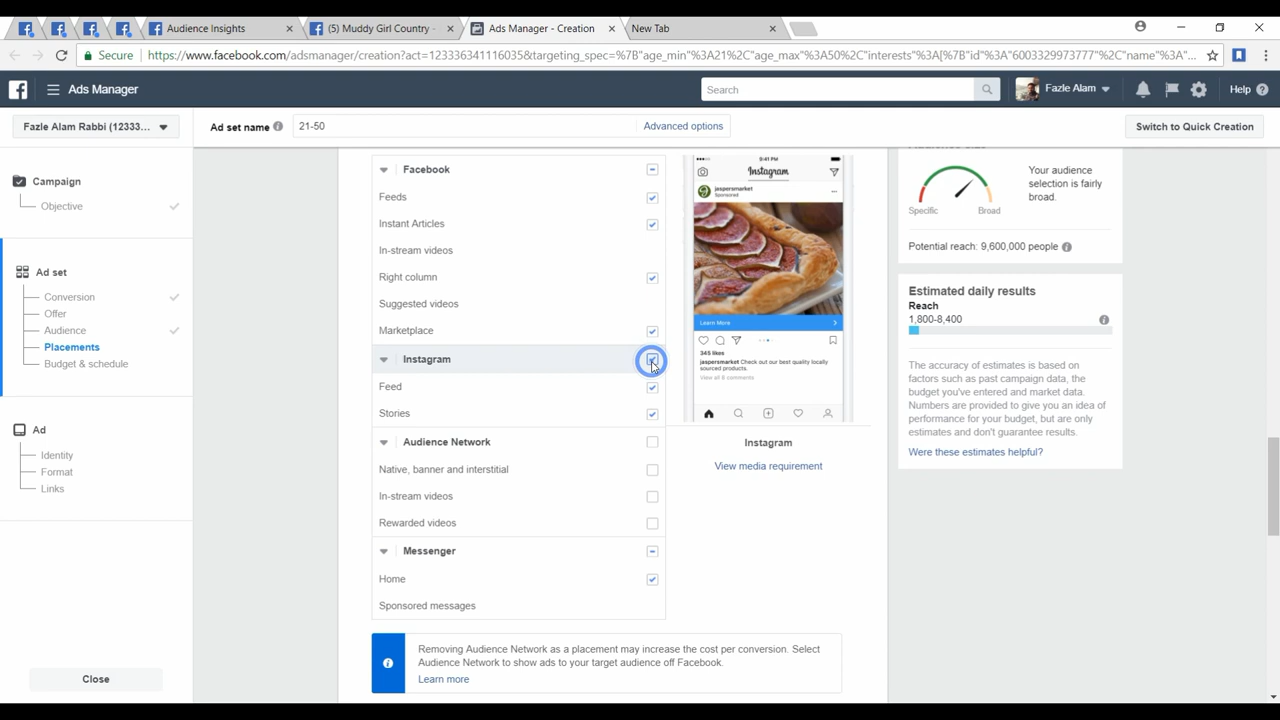 Audience Insights
(5) Muddy Girl Country -
Ads Manager - Creation
New Tab
Secure
https://www.facebook.com/adsmanager/creation?act=1233363411160358&targeting_spec=%7B"age_min"%3A21%2C"age_max"%3A50%2C"interests"%3A[%7B"id"%3A"6003329973777"%2C"name"%3A"...
Ads Manager
Search
Fazle Alam
Help
Fazle Alam Rabbi (12333...
Ad set name
21-50
Advanced options
Switch to Quick Creation
Campaign
Objective
Ad set
Conversion
Offer
Audience
Placements
Budget & schedule
Ad
Identity
Format
Links
Close
Facebook
Feeds
Instant Articles
In-stream videos
Right column
Suggested videos
Marketplace
Instagram
Feed
Stories
Audience Network
Native, banner and interstitial
In-stream videos
Rewarded videos
Messenger
Home
Sponsored messages
9:41 PM
Instagram
jaspersmarket
Sponsored
Learn More
345 likes
jaspersmarket Check out our best quality locally
sourced products.
View all 8 comments
Instagram
View media requirement
Removing Audience Network as a placement may increase the cost per conversion. Select
Audience Network to show ads to your target audience off Facebook.
Learn more
Your audience
selection is fairly
broad.
Specific
Broad
Potential reach: 9,600,000 people
Estimated daily results
Reach
1,800-8,400
The accuracy of estimates is based on
factors such as past campaign data, the
budget you've entered and market data.
Numbers are provided to give you an idea of
performance for your budget, but are only
estimates and don't guarantee results.
Were these estimates helpful?